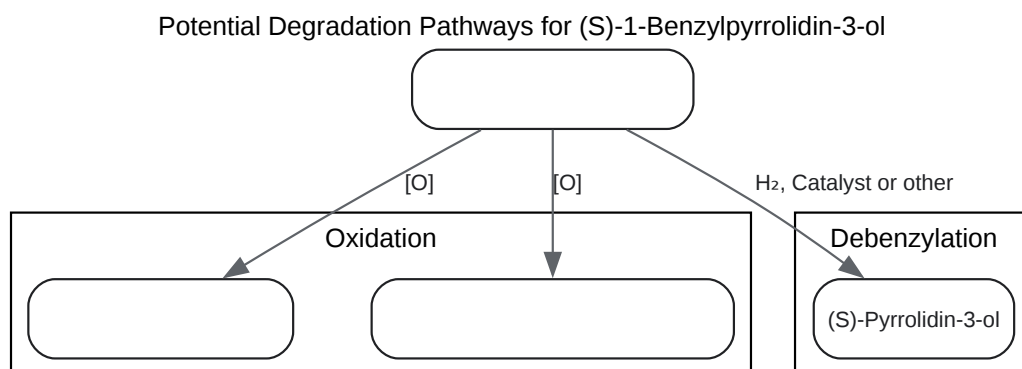 Potential Degradation Pathways for (S)-1-Benzylpyrrolidin-3-ol
[O]
[O]
H₂, Catalyst or other
Oxidation
Debenzylation
(S)-Pyrrolidin-3-ol